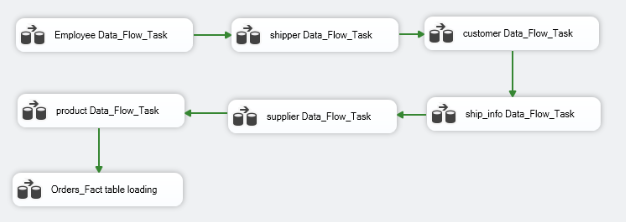 Employee Data_Flow_Task
shipper Data_Flow_Task
customer Data_Flow_Task
ship_info Data_Flow_Task
supplier Data_Flow_Task
product Data_Flow_Task
Orders_Fact table loading